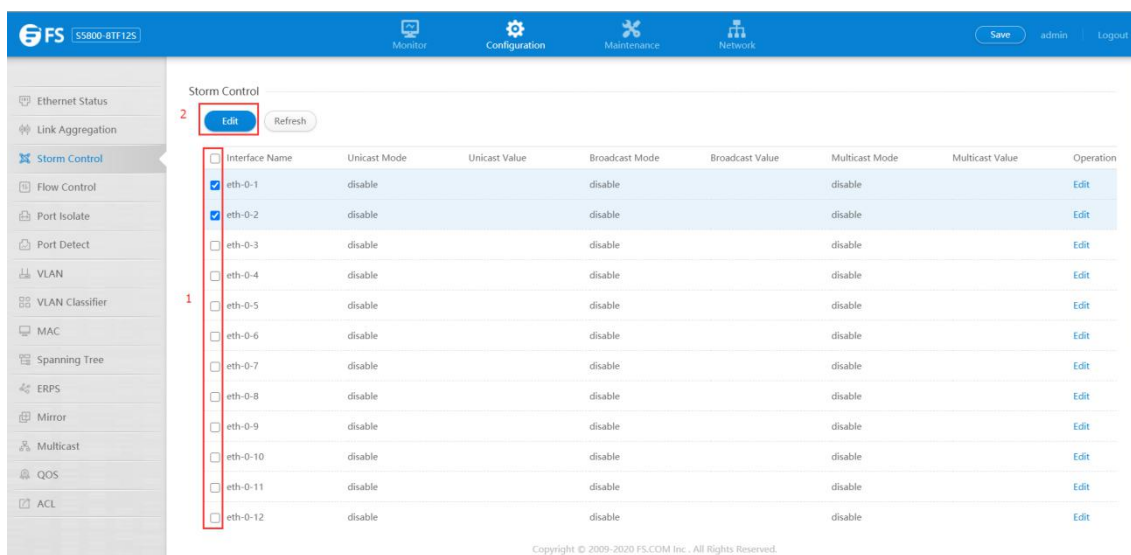 FS S5800-8TF12S
Monitor Configuration Maintenance Network
Save admin Logout
Ethernet Status
Link Aggregation
Storm Control
Flow Control
Port Isolate
Port Detect
VLAN
VLAN Classifier
MAC
Spanning Tree
ERPS
Mirror
Multicast
QOS
ACL
Storm Control
2 Edit Refresh
1
Interface Name Unicast Mode Unicast Value Broadcast Mode Broadcast Value Multicast Mode Multicast Value Operation
eth-0-1 disable disable disable Edit
eth-0-2 disable disable disable Edit
eth-0-3 disable disable disable Edit
eth-0-4 disable disable disable Edit
eth-0-5 disable disable disable Edit
eth-0-6 disable disable disable Edit
eth-0-7 disable disable disable Edit
eth-0-8 disable disable disable Edit
eth-0-9 disable disable disable Edit
eth-0-10 disable disable disable Edit
eth-0-11 disable disable disable Edit
eth-0-12 disable disable disable Edit
Copyright © 2009-2020 FS.COM Inc . All Rights Reserved.